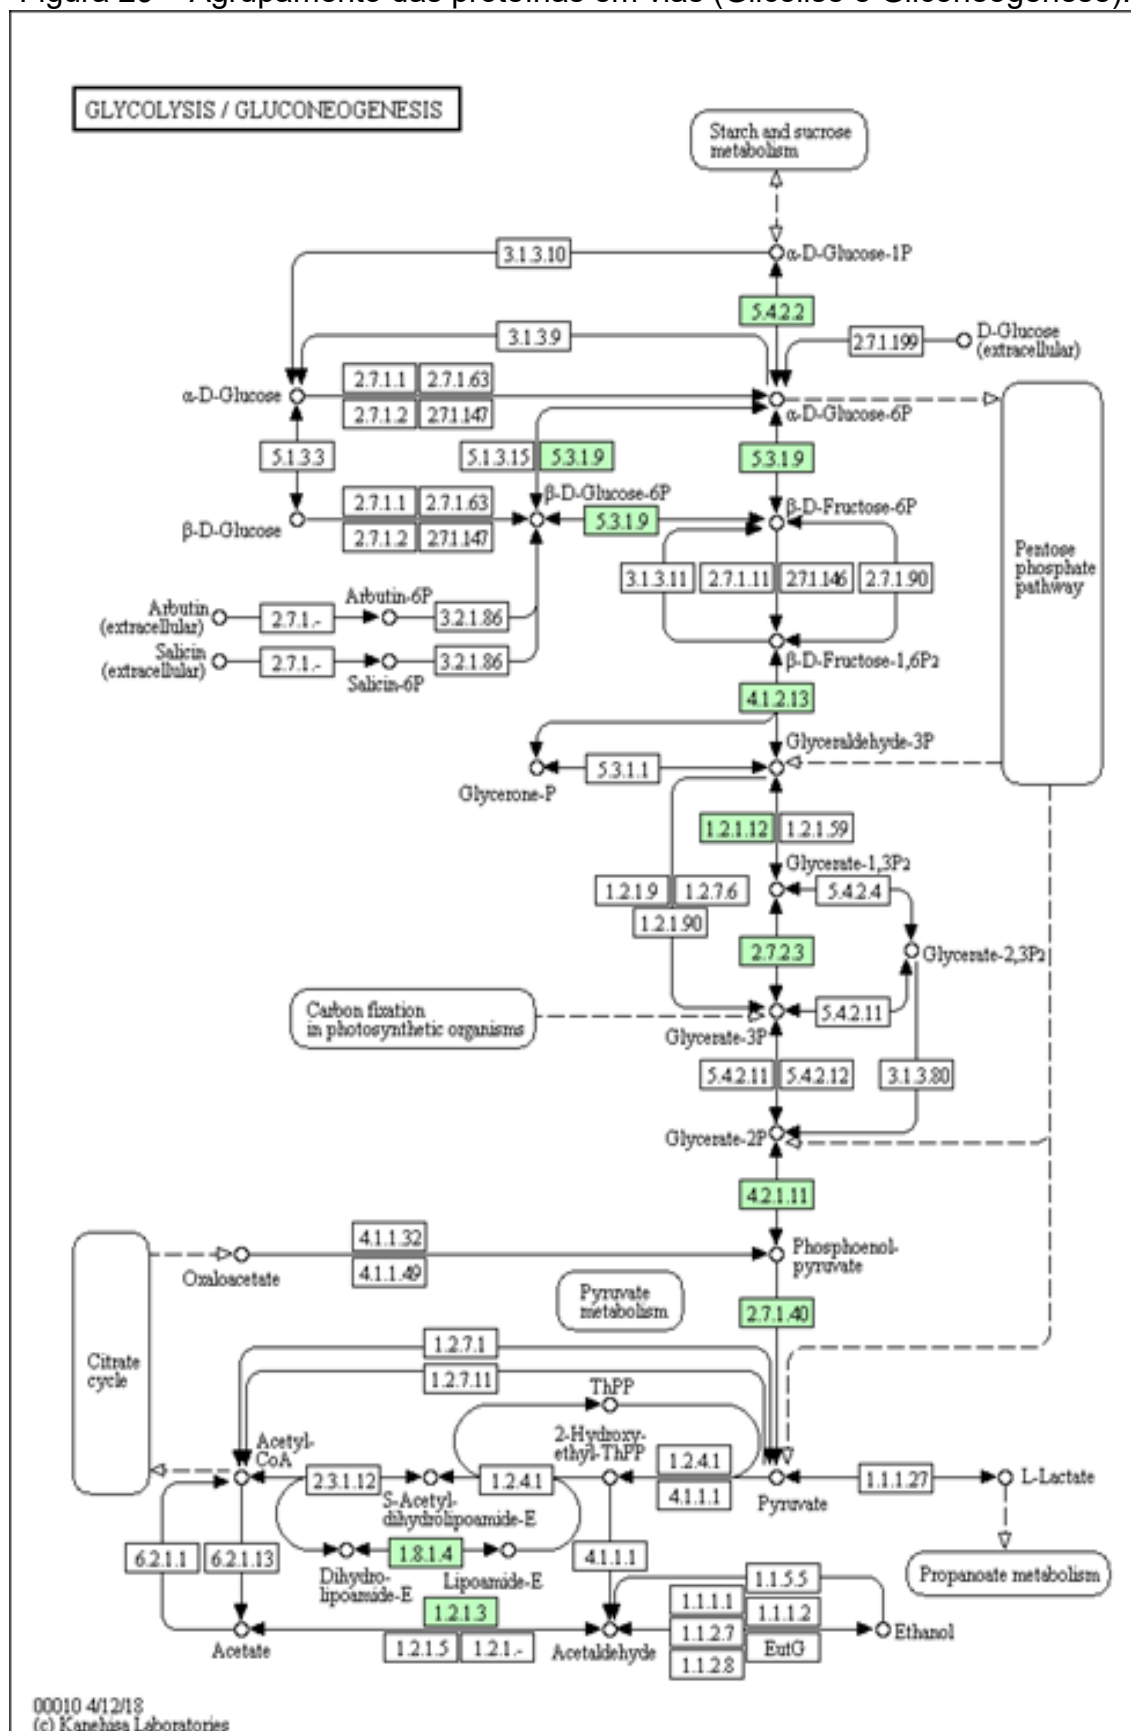 Figura 20 – Agrupamento das proteínas em vias (Glicólise e Gliconeogênese).
GLYCOLYSIS / GLUCONEOGENESIS
Starch and sucrose
metabolism
3.1.3.10
α-D-Glucose-1P
5.4.2.2
3.1.3.9
2.7.1.199
D-Glucose
(extracellular)
α-D-Glucose
2.7.1.1
2.7.1.63
2.7.1.2
2.7.1.147
α-D-Glucose-6P
5.1.3.3
5.1.3.15
5.3.1.9
5.3.1.9
β-D-Glucose
2.7.1.1
2.7.1.63
2.7.1.2
2.7.1.147
β-D-Glucose-6P
5.3.1.9
β-D-Fructose-6P
Pentose
phosphate
pathway
3.1.3.11
2.7.1.11
2.7.1.146
2.7.1.90
Arbutin
(extracellular)
2.7.1.-
Arbutin-6P
3.2.1.86
Salicin
(extracellular)
2.7.1.-
Salicin-6P
3.2.1.86
β-D-Fructose-1,6P2
4.1.2.13
Glyceraldehyde-3P
Glycerone-P
5.3.1.1
1.2.1.12
1.2.1.59
Glycerate-1,3P2
1.2.1.9
1.2.7.6
1.2.1.90
5.4.2.4
2.7.2.3
Glycerate-2,3P2
Carbon fixation
in photosynthetic organisms
5.4.2.11
Glycerate-3P
5.4.2.11
5.4.2.12
3.1.3.80
Glycerate-2P
4.2.1.11
Oxaloacetate
4.1.1.32
4.1.1.49
Phosphoenol-
pyruvate
Pyruvate
metabolism
2.7.1.40
Citrate
cycle
1.2.7.1
1.2.7.11
ThPP
Acetyl-
CoA
2-Hydroxy-
ethyl-ThPP
2.3.1.12
S-Acetyl-
dihydrolipoamide-E
1.2.4.1
1.2.4.1
4.1.1.1
Pyruvate
1.1.1.27
L-Lactate
6.2.1.1
6.2.1.13
Dihydro-
lipoamide-E
1.8.1.4
Lipoamide-E
4.1.1.1
Propanoate metabolism
1.2.1.3
1.2.1.5
1.2.1.-
Acetate
Acetaldehyde
1.1.5.5
1.1.1.1
1.1.1.2
1.1.2.7
EutG
1.1.2.8
Ethanol
00010 4/12/18
(c) Kanehisa Laboratories